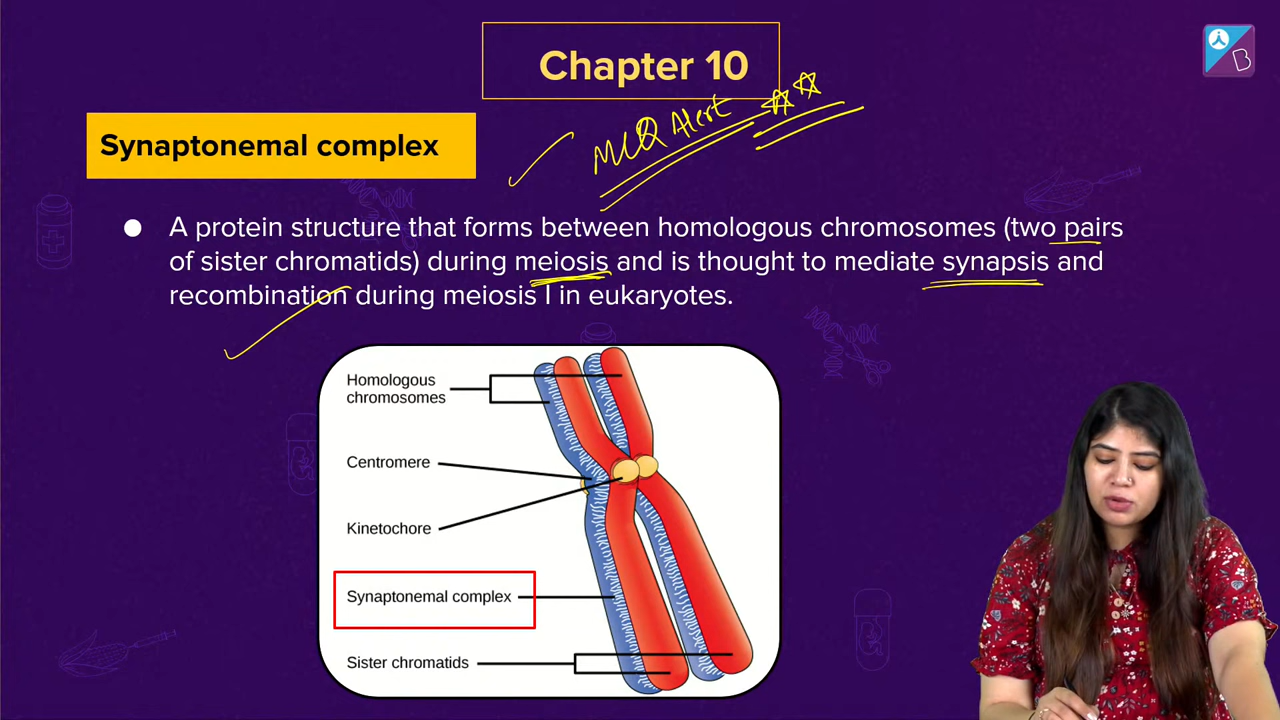 Chapter 10
MCQ Alert
Synaptonemal complex
A protein structure that forms between homologous chromosomes (two pairs
of sister chromatids) during meiosis and is thought to mediate synapsis and
recombination during meiosis I in eukaryotes.
Homologous
chromosomes
Centromere
Kinetochore
Synaptonemal complex
Sister chromatids
B